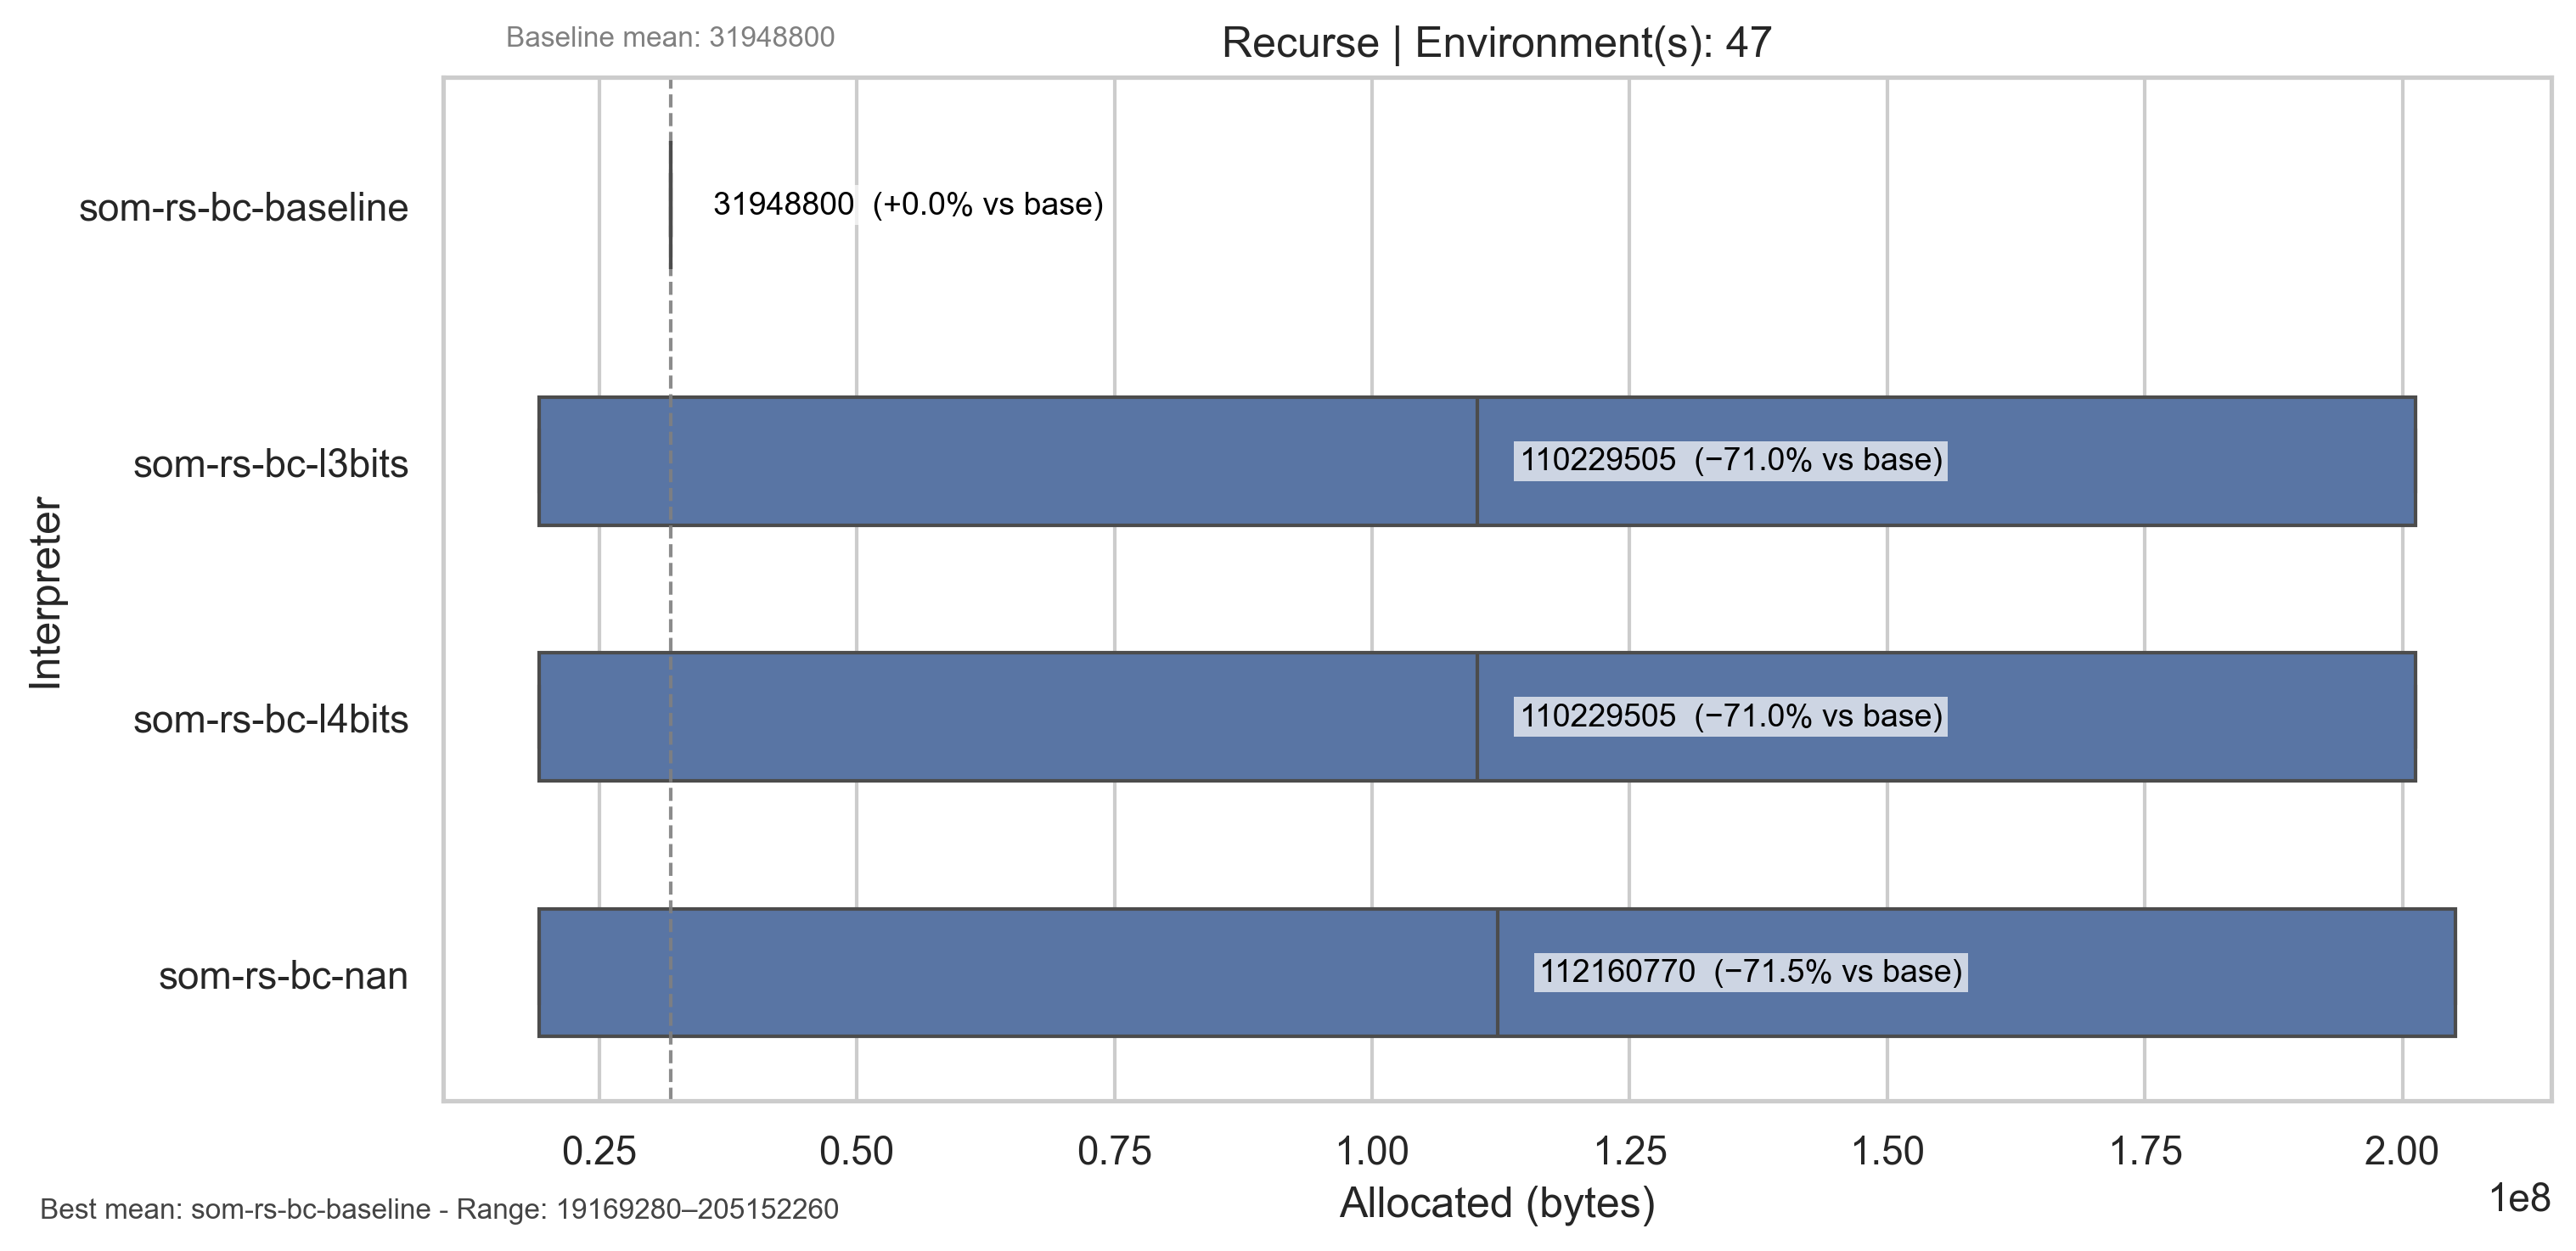 Baseline mean: 31948800
Recurse | Environment(s): 47
Interpreter
som-rs-bc-baseline
31948800  (+0.0% vs base)
som-rs-bc-l3bits
110229505  (−71.0% vs base)
som-rs-bc-l4bits
110229505  (−71.0% vs base)
som-rs-bc-nan
112160770  (−71.5% vs base)
0.25 0.50 0.75 1.00 1.25 1.50 1.75 2.00
1e8
Allocated (bytes)
Best mean: som-rs-bc-baseline - Range: 19169280–205152260